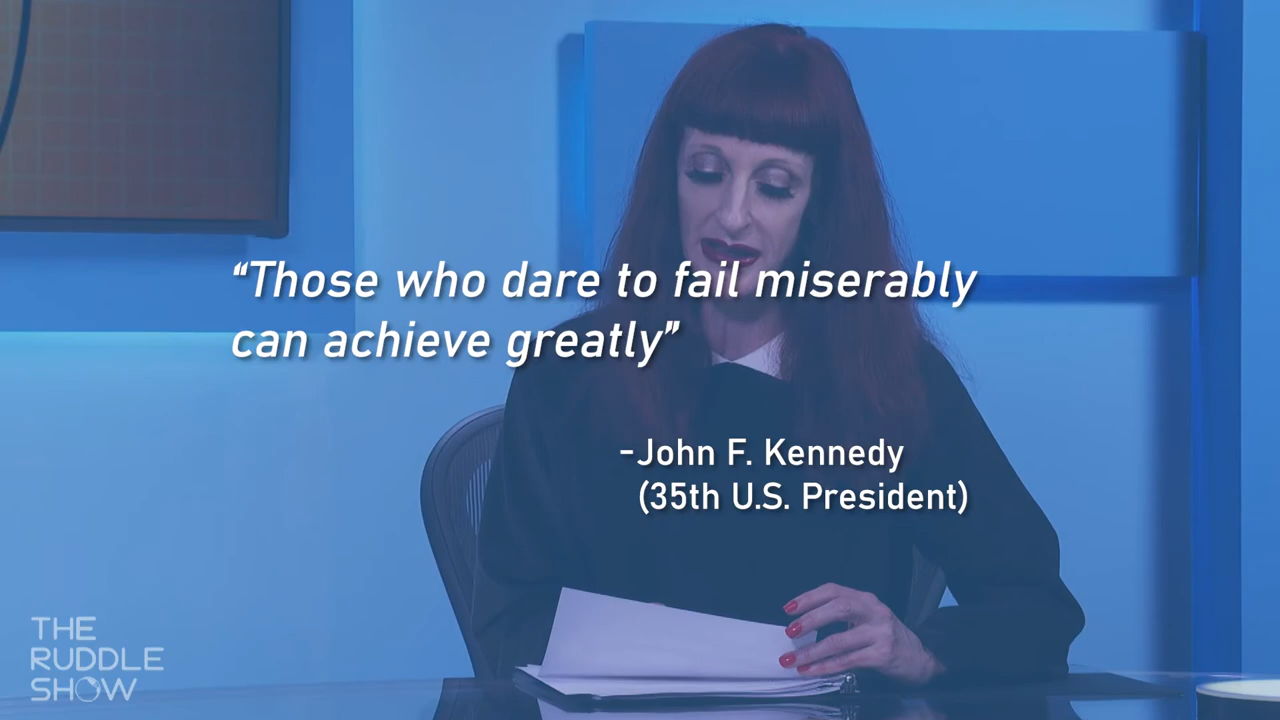 “Those who dare to fail miserably
can achieve greatly”
-John F. Kennedy
(35th U.S. President)
THE
RUDDLE
SHOW